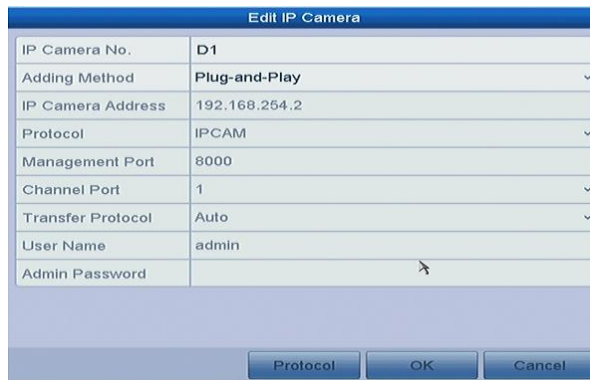 Edit IP Camera
IP Camera No. D1
Adding Method Plug-and-Play
IP Camera Address 192.168.254.2
Protocol IPCAM
Management Port 8000
Channel Port 1
Transfer Protocol Auto
User Name admin
Admin Password
Protocol OK Cancel